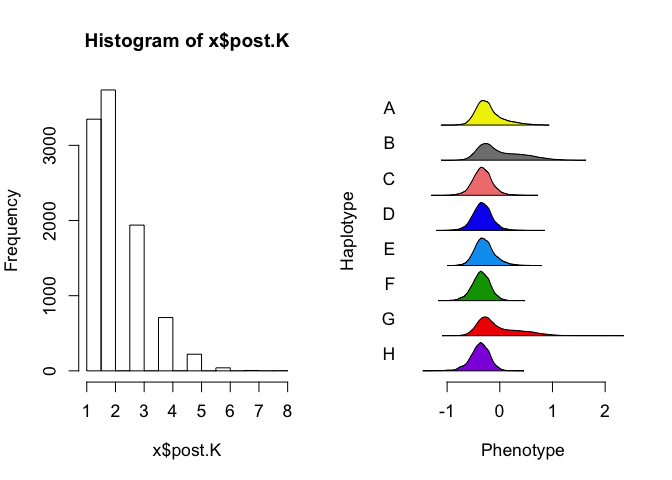 Histogram of x$post.K
Frequency
0
1000
2000
3000
1 2 3 4 5 6 7 8
x$post.K
Haplotype
A
B
C
D
E
F
G
H
-1 0 1 2
Phenotype